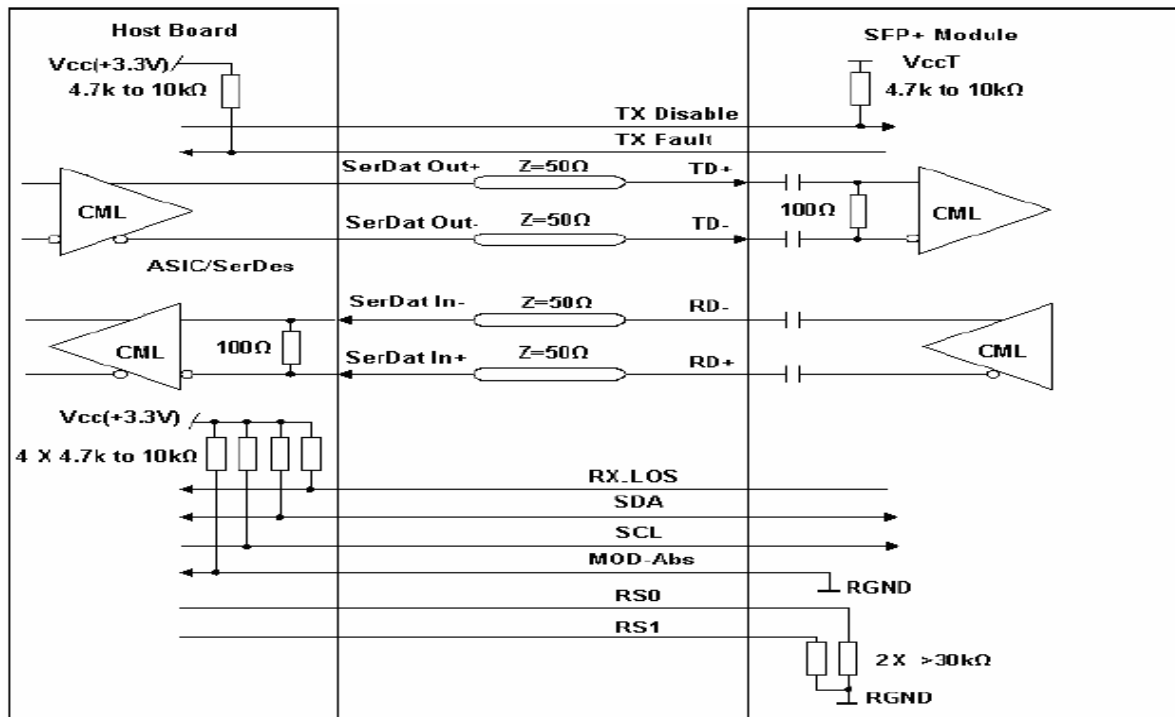 Host Board
SFP+ Module
Vcc(+3.3V)
4.7k to 10kΩ
VccT
4.7k to 10kΩ
TX Disable
TX Fault
SerDat Out+
Z=50Ω
TD+
CML
100Ω
CML
SerDat Out-
Z=50Ω
TD-
ASIC/SerDes
SerDat In-
Z=50Ω
RD-
CML
100Ω
SerDat In+
Z=50Ω
RD+
CML
Vcc(+3.3V)
4 X 4.7k to 10kΩ
RX_LOS
SDA
SCL
MOD-Abs
RGND
RS0
RS1
2X >30kΩ
RGND